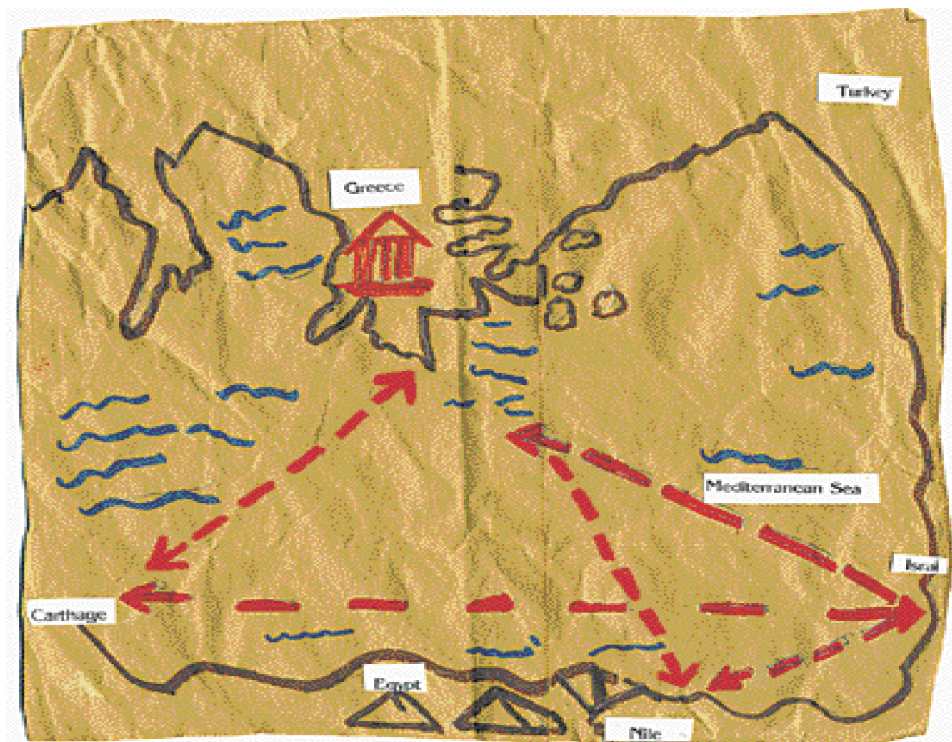 Turkey
Greece
Mediterranean Sea
Isral
Carthage
Egypt
Nile